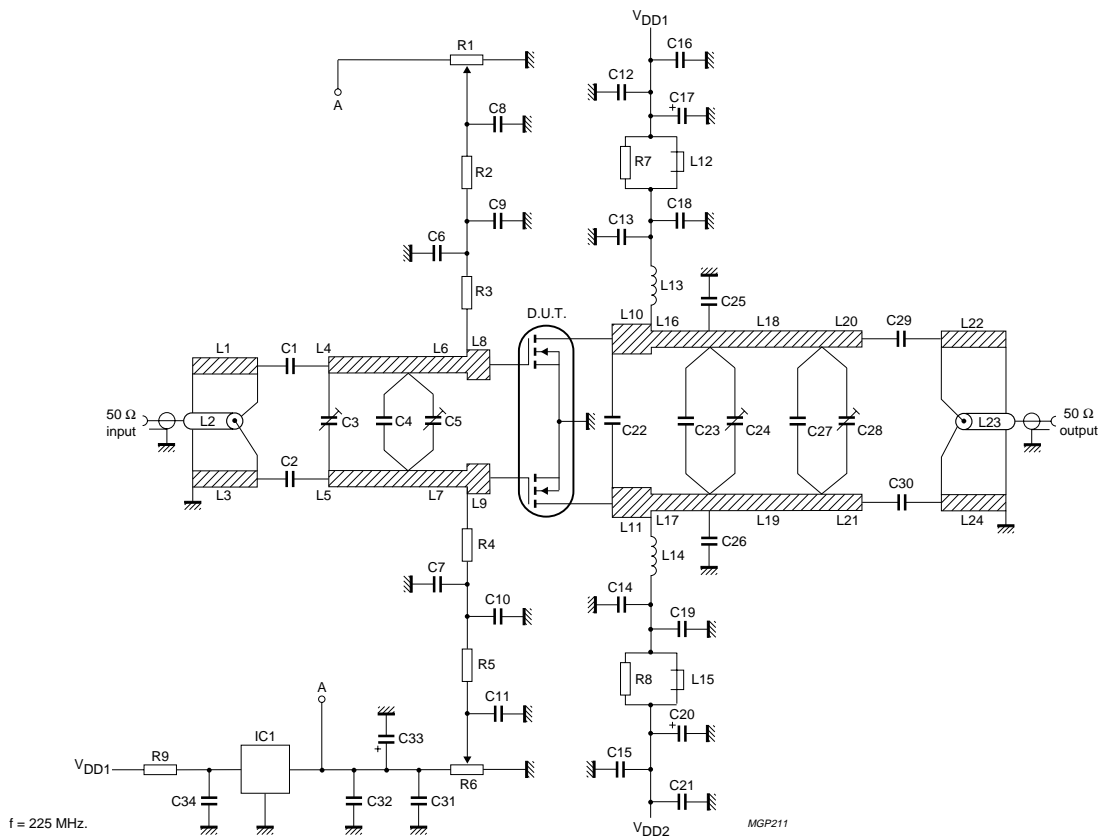 VDD1
R1
C16
C12
A
C17
C8
R7
L12
R2
C9
C18
C13
C6
L13
R3
C25
D.U.T.
L10
L16
L18
L20
C29
L22
L1
C1
L4
L6
L8
50 Ω
input
L2
C3
C4
C5
C22
C23
C24
C27
C28
L23
50 Ω
output
C2
L3
L5
L7
L9
L11
L17
L19
L21
C30
L24
R4
C26
L14
C7
C14
C10
C19
R5
R8
L15
A
C11
C20
C33
IC1
C15
VDD1
R9
R6
C34
C32
C31
C21
f = 225 MHz.
VDD2
MGP211